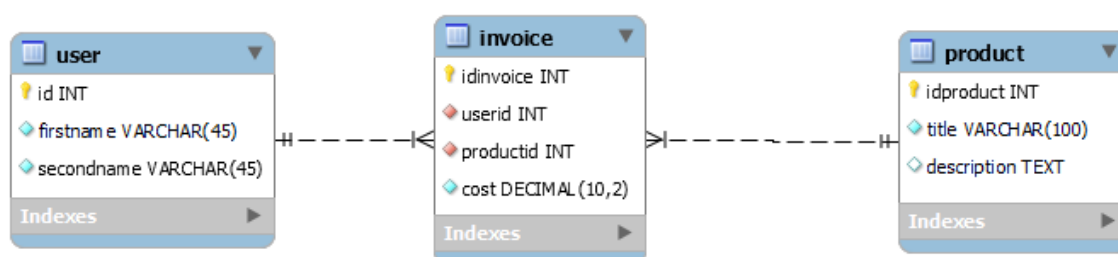 user
id INT
firstname VARCHAR(45)
secondname VARCHAR(45)
Indexes
invoice
idinvoice INT
userid INT
productid INT
cost DECIMAL(10,2)
Indexes
product
idproduct INT
title VARCHAR(100)
description TEXT
Indexes